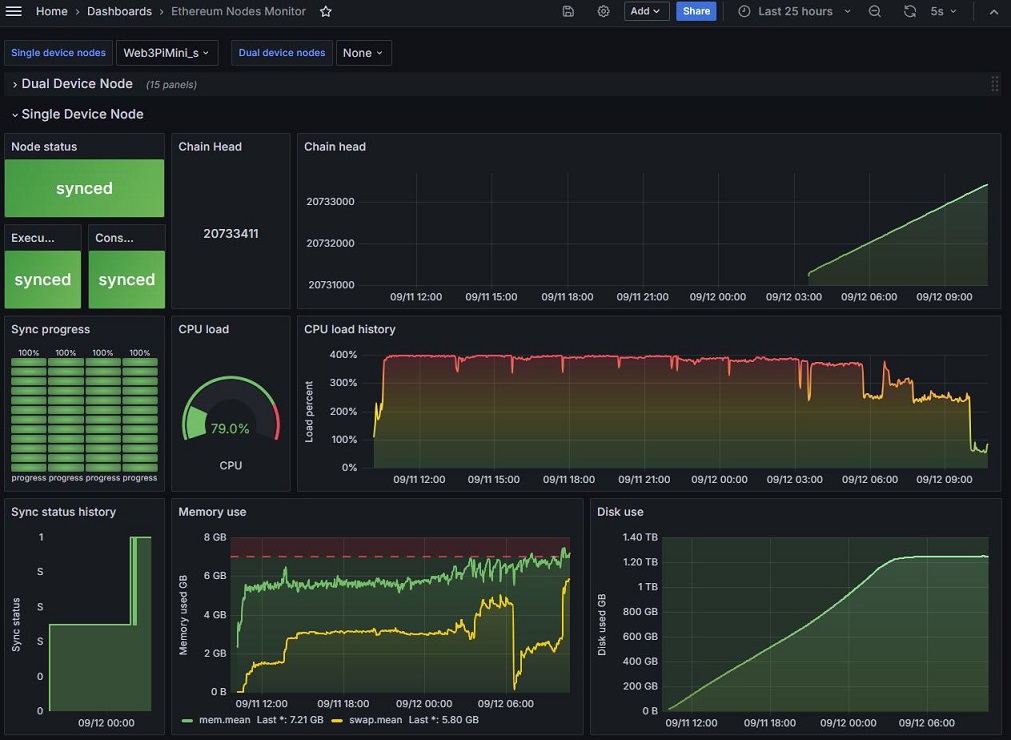 Home › Dashboards › Ethereum Nodes Monitor Add Share Last 25 hours 5s
Single device nodes Web3PiMini_s Dual device nodes None
Dual Device Node (15 panels)
Single Device Node
Node status
synced
Execu...
synced
Cons...
synced
Chain Head
20733411
Chain head
20733000
20732000
20731000
09/11 12:00 09/11 15:00 09/11 18:00 09/11 21:00 09/12 00:00 09/12 03:00 09/12 06:00 09/12 09:00
Sync progress
100% 100% 100% 100%
progress progress progress progress
CPU load
79.0%
CPU
CPU load history
Load percent
400%
300%
200%
100%
0%
09/11 12:00 09/11 15:00 09/11 18:00 09/11 21:00 09/12 00:00 09/12 03:00 09/12 06:00 09/12 09:00
Sync status history
Sync status
1
S
S
S
0
0
09/12 00:00
Memory use
Memory used GB
8 GB
6 GB
4 GB
2 GB
0 B
09/11 12:00 09/11 18:00 09/12 00:00 09/12 06:00
mem.mean Last *: 7.21 GB swap.mean Last *: 5.80 GB
Disk use
Disk used GB
1.40 TB
1.20 TB
1 TB
800 GB
600 GB
400 GB
200 GB
0 B
09/11 12:00 09/11 18:00 09/12 00:00 09/12 06:00